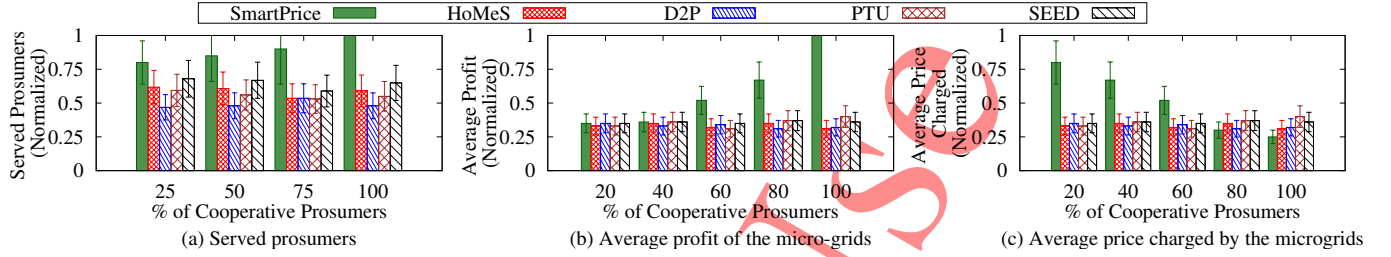 SmartPrice HoMeS D2P PTU SEED
Served Prosumers
(Normalized)
1
0.75
0.5
0.25
0
25 50 75 100
% of Cooperative Prosumers
(a) Served prosumers
Average Profit
(Normalized)
1
0.75
0.5
0.25
0
20 40 60 80 100
% of Cooperative Prosumers
(b) Average profit of the micro-grids
Average Price
Charged
(Normalized)
1
0.75
0.5
0.25
0
20 40 60 80 100
% of Cooperative Prosumers
(c) Average price charged by the microgrids